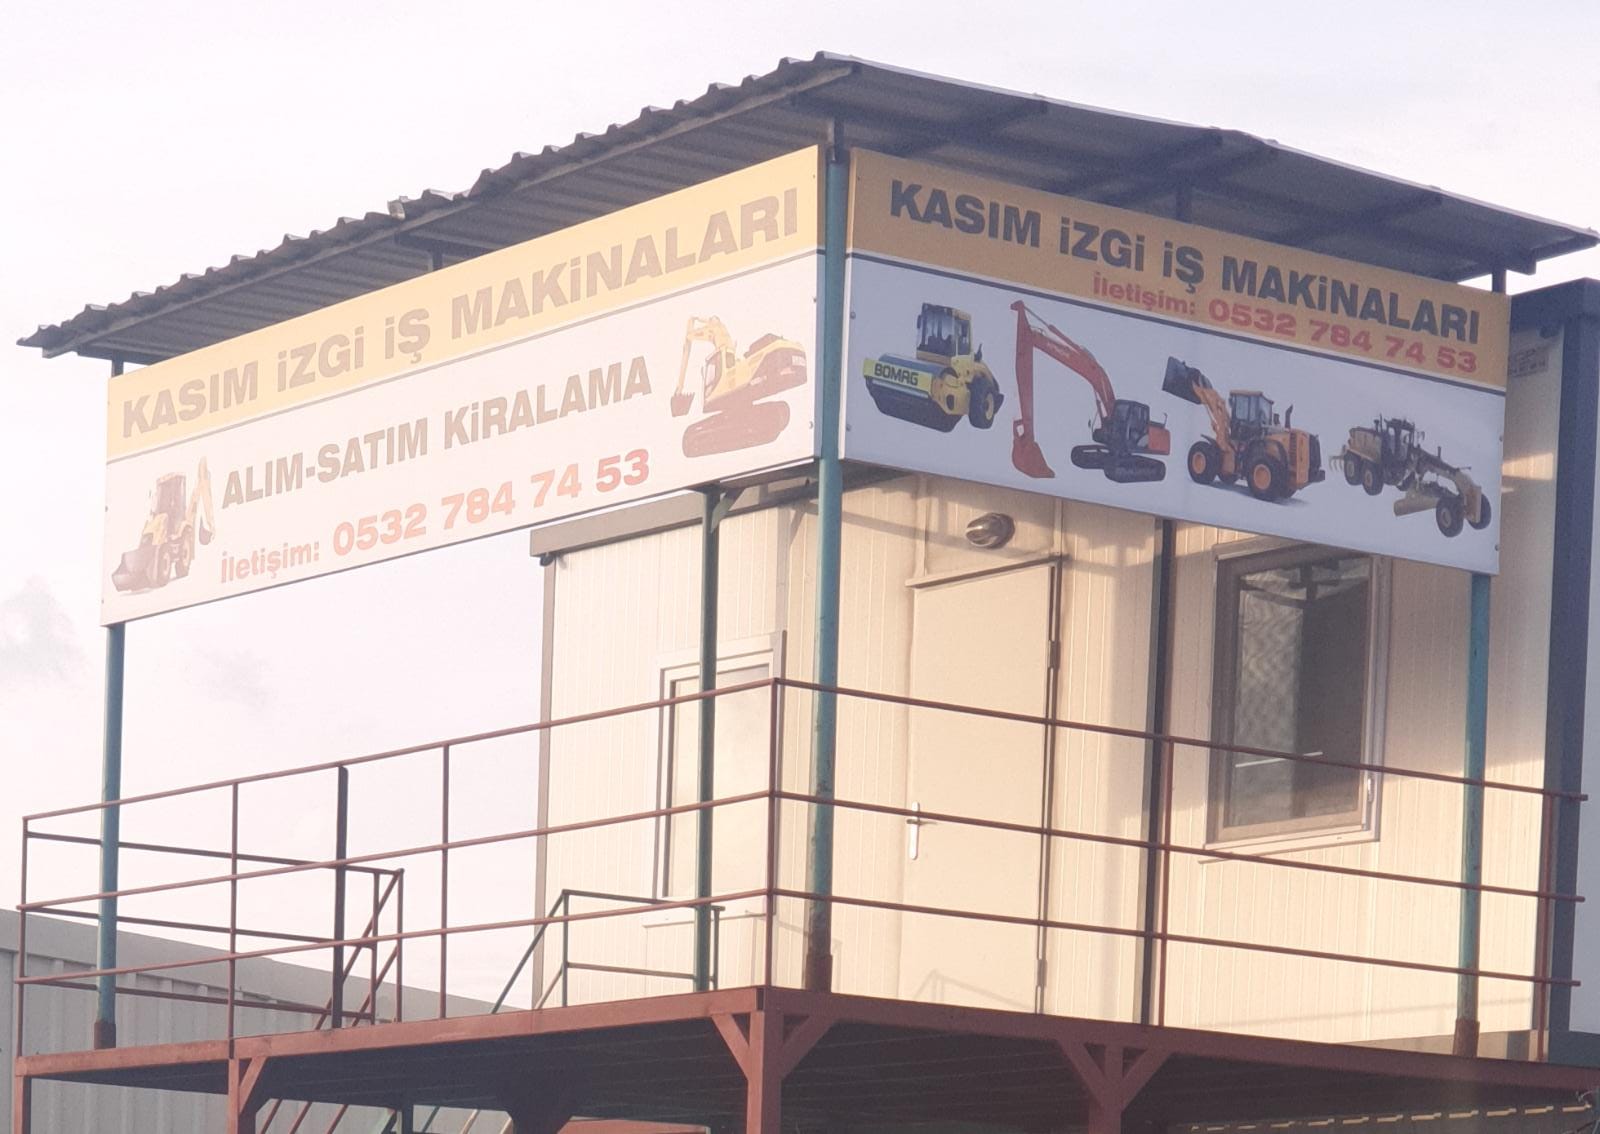 KASIM İZGİ İŞ MAKİNALARI
ALIM-SATIM KİRALAMA
İletişim: 0532 784 74 53
KASIM İZGİ İŞ MAKİNALARI
İletişim: 0532 784 74 53
BOMAG